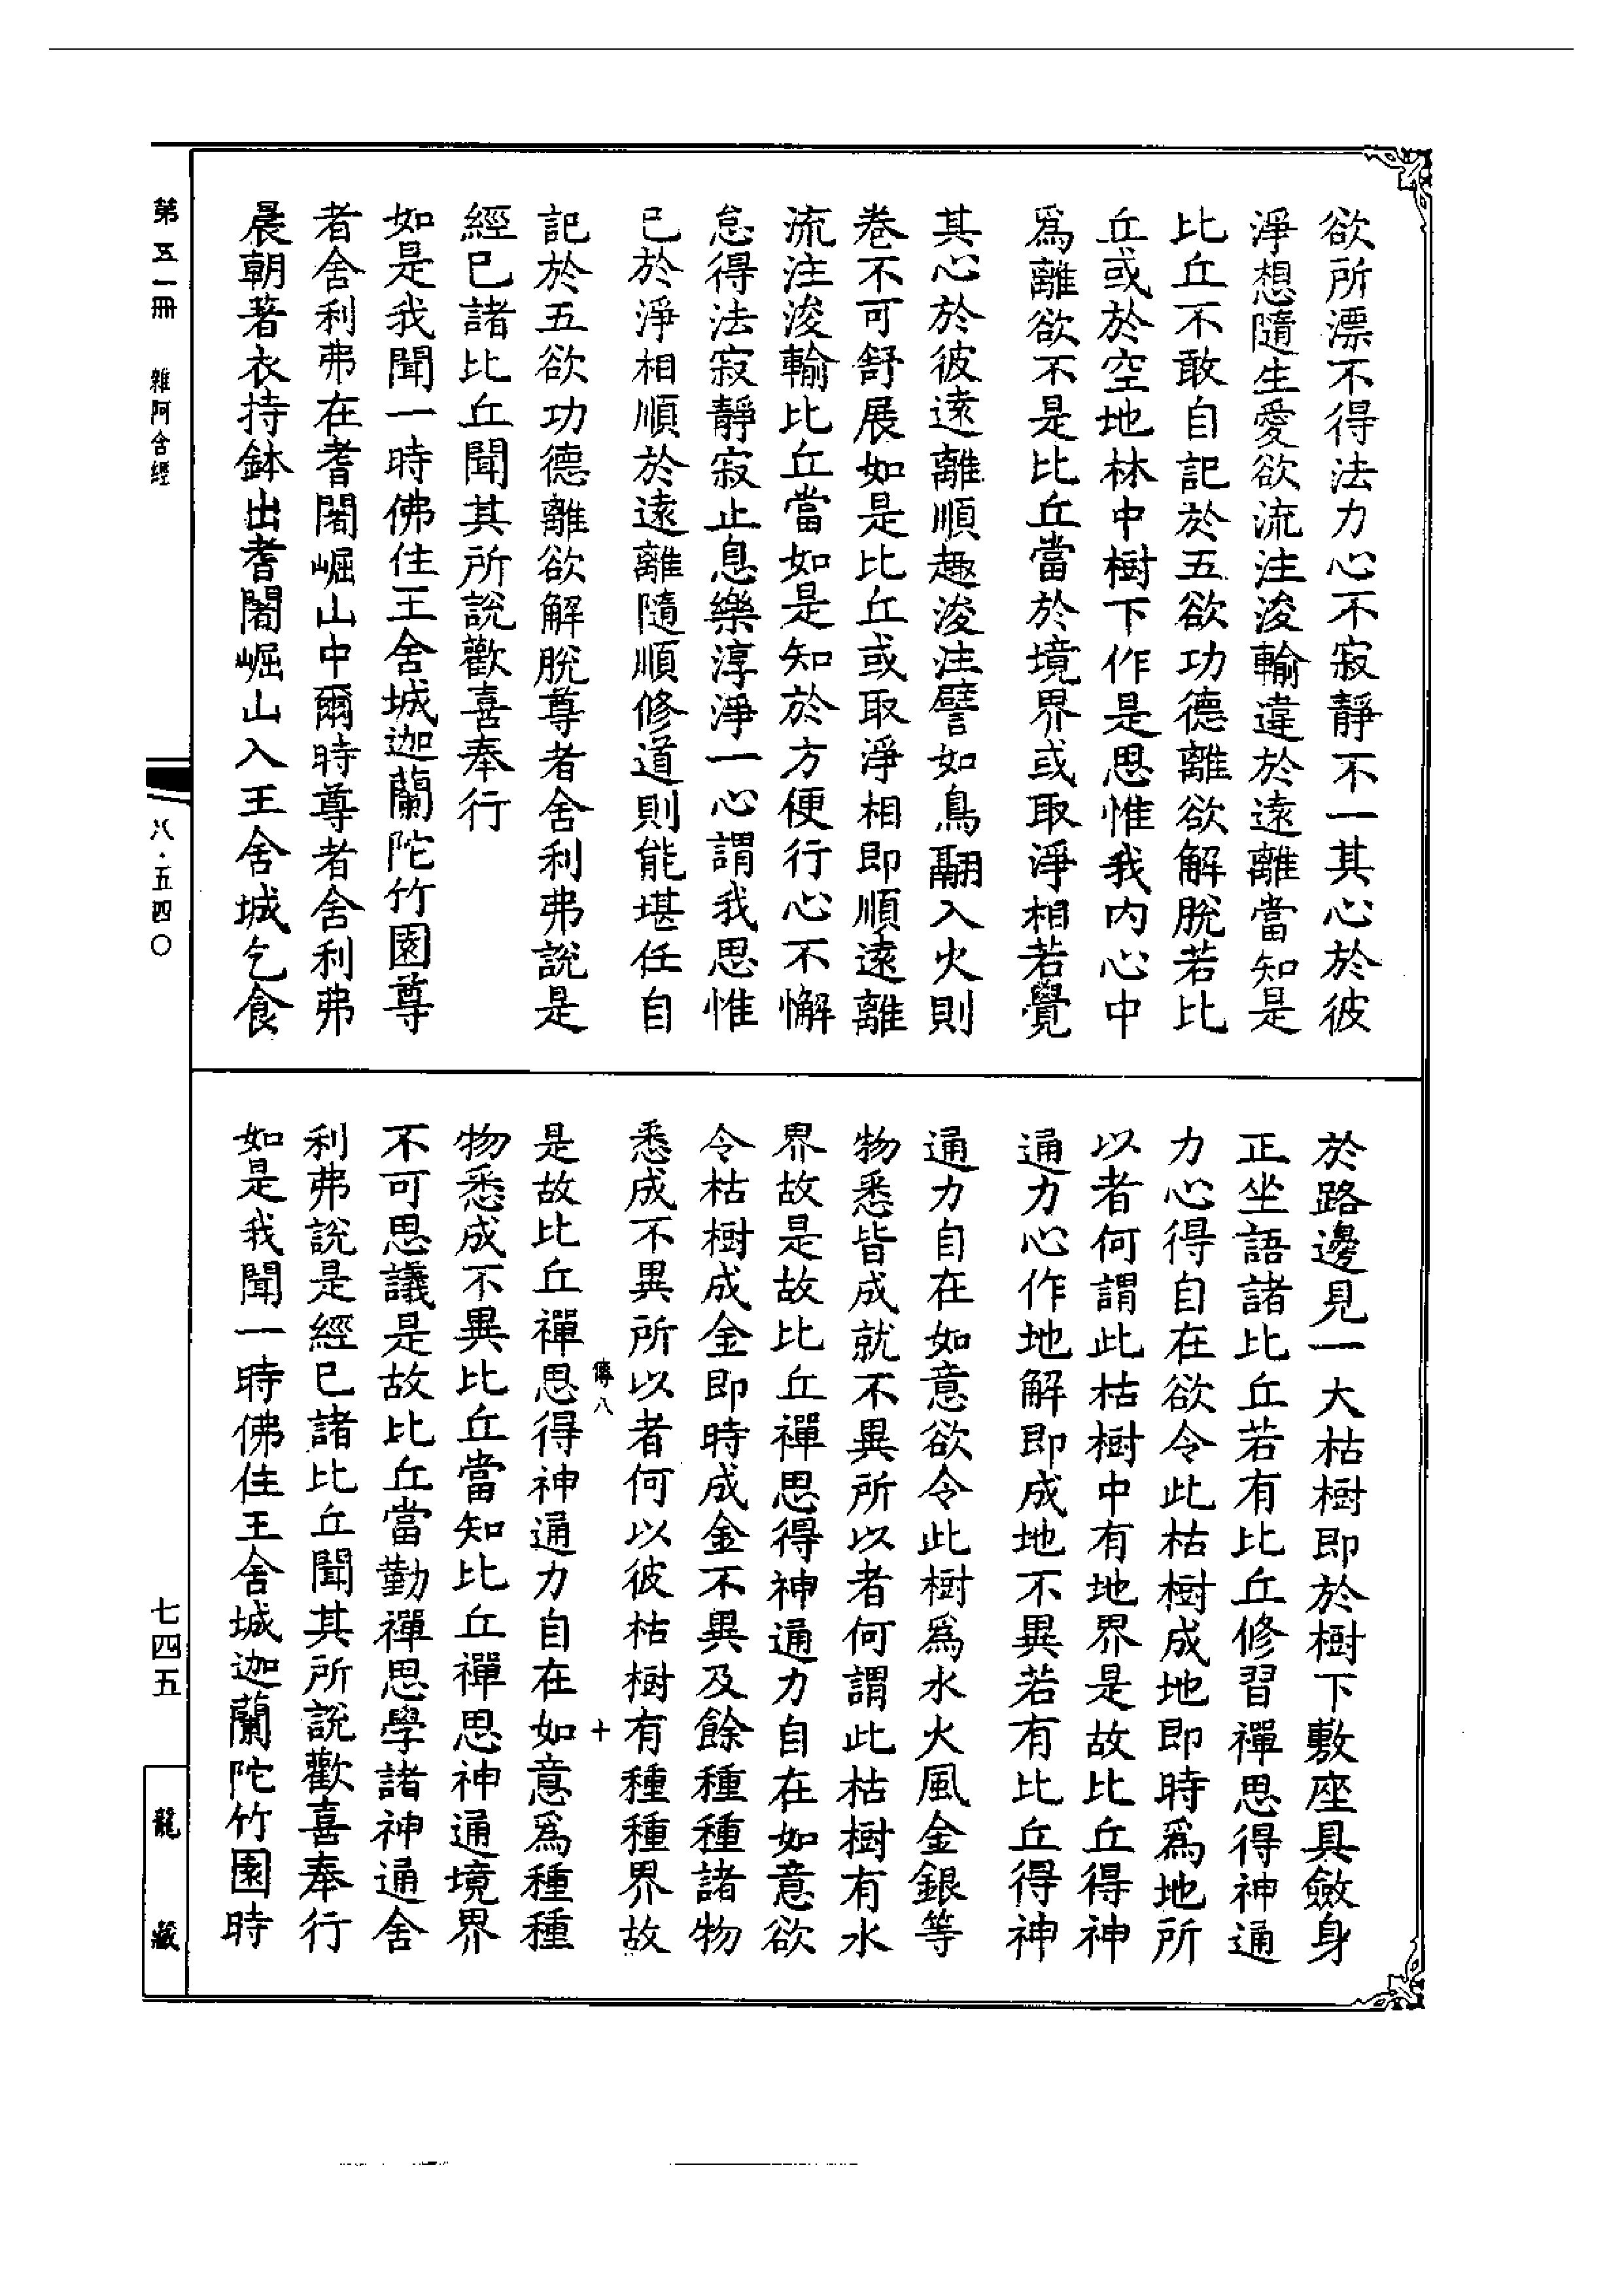 欲所漂不得法力心不寂靜不一其心於彼
淨想隨生愛欲流注浚輸違於遠離當知是
比丘不敢自記於五欲功德離欲解脫若比
丘或於空地林中樹下作是思惟我内心中
爲離欲不是比丘當於境界或取淨相若覺
其心於彼遠離順趣浚注譬如鳥翮入火則
卷不可舒展如是比丘或取淨相即順遠離
流注浚輸比丘當如是知於方便行心不懈
怠得法寂靜寂止息樂淳淨一心謂我思惟
已於淨相順於遠離隨順修道則能堪任自
記於五欲功德離欲解脫尊者舍利弗說是
經已諸比丘聞其所說歡喜奉行
如是我聞一時佛住王舍城迦蘭陀竹園尊
者舍利弗在耆闍崛山中爾時尊者舍利弗
晨朝著衣持鉢出耆闍崛山入王舍城乞食
於路邊見一大枯樹即於樹下敷座具斂身
正坐語諸比丘若有比丘修習禪思得神通
力心得自在欲令此枯樹成地即時爲地所
以者何謂此枯樹中有地界是故比丘得神
通力心作地解即成地不異若有比丘得神
通力自在如意欲令此樹爲水火風金銀等
物悉皆成就不異所以者何謂此枯樹有水
界故是故比丘禪思得神通力自在如意欲
令枯樹成金即時成金不異及餘種種諸物
悉成不異所以者何以彼枯樹有種種界故
傳八 十
是故比丘禪思得神通力自在如意爲種種
物悉成不異比丘當知比丘禪思神通境界
不可思議是故比丘當勤禪思學諸神通舍
利弗說是經已諸比丘聞其所說歡喜奉行
如是我聞一時佛住王舍城迦蘭陀竹園時
第五一冊 雜阿含經 八·五四〇 七四五 龍藏